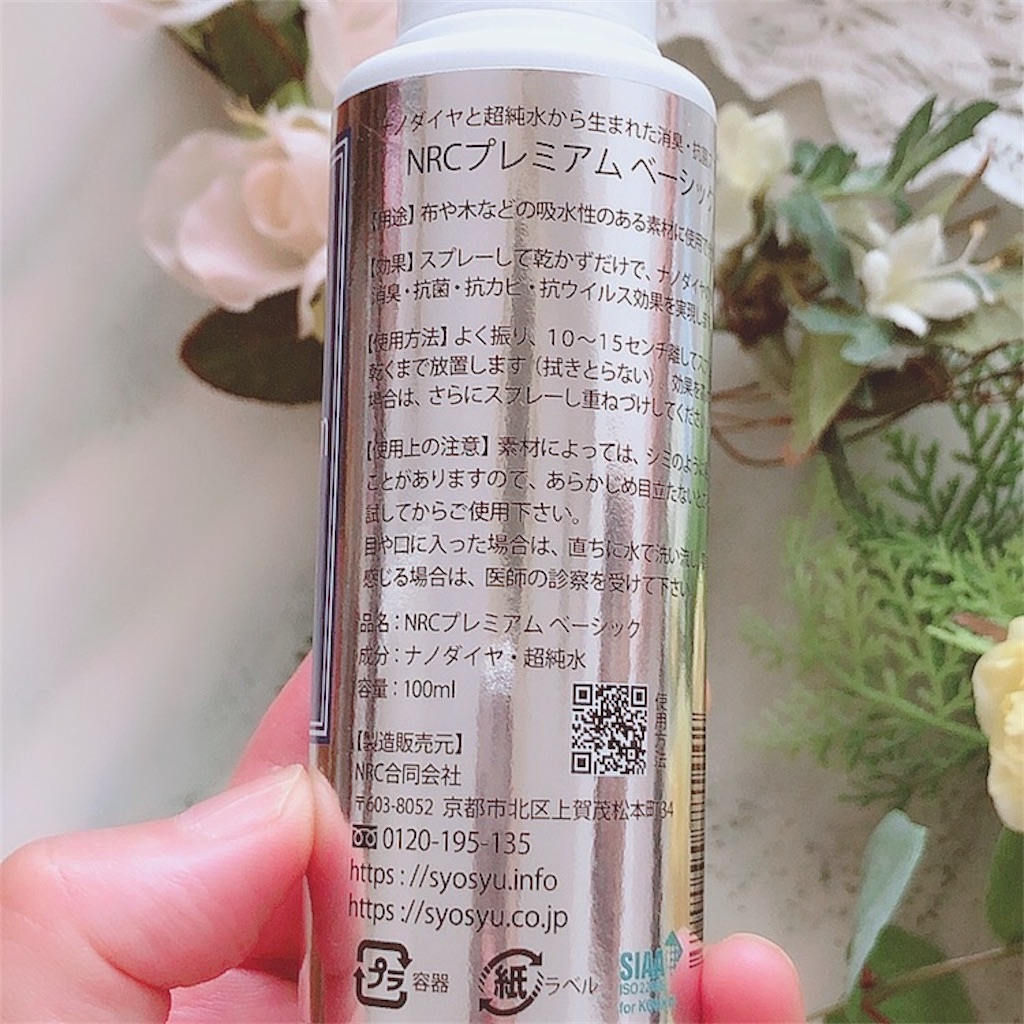 ナノダイヤと超純水から生まれた消臭・抗菌
NRCプレミアム ベーシック
【用途】布や木などの吸水性のある素材に使用で
【効果】スプレーして乾かずだけで、ナノダイヤ
消臭・抗菌・抗カビ・抗ウイルス効果を実現しま
【使用方法】よく振り、10～15センチ離してス
乾くまで放置します（拭きとらない）効果を
場合は、さらにスプレーし重ねづけしてくださ
【使用上の注意】素材によっては、シミのように
ことがありますので、あらかじめ目立たないとこ
試してからご使用下さい。
目や口に入った場合は、直ちに水で洗い流し
感じる場合は、医師の診察を受けて下さい
品名：NRCプレミアム ベーシック
成分：ナノダイヤ・超純水
容量：100ml
使用方法
【製造販売元】
NRC合同会社
〒603-8052 京都市北区上賀茂松本町34
0120-195-135
https://syosyu.info
https://syosyu.co.jp
プラ 容器
紙 ラベル
SIAA
ISO 22
for